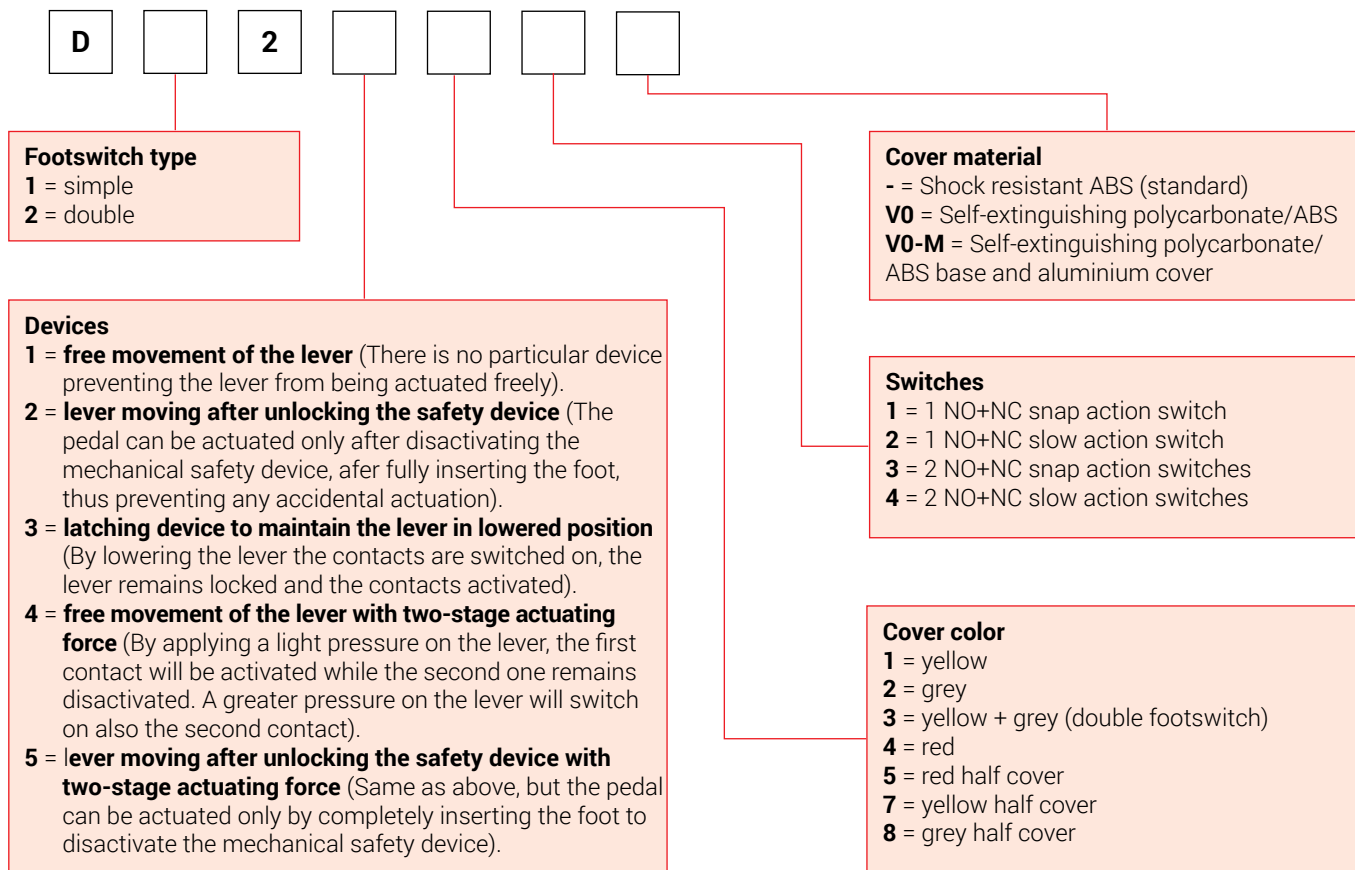 D 2
Footswitch type
1 = simple
2 = double
Devices
1 = free movement of the lever (There is no particular device
preventing the lever from being actuated freely).
2 = lever moving after unlocking the safety device (The
pedal can be actuated only after disactivating the
mechanical safety device, afer fully inserting the foot,
thus preventing any accidental actuation).
3 = latching device to maintain the lever in lowered position
(By lowering the lever the contacts are switched on, the
lever remains locked and the contacts activated).
4 = free movement of the lever with two-stage actuating
force (By applying a light pressure on the lever, the first
contact will be activated while the second one remains
disactivated. A greater pressure on the lever will switch
on also the second contact).
5 = lever moving after unlocking the safety device with
two-stage actuating force (Same as above, but the pedal
can be actuated only by completely inserting the foot to
disactivate the mechanical safety device).
Cover material
- = Shock resistant ABS (standard)
V0 = Self-extinguishing polycarbonate/ABS
V0-M = Self-extinguishing polycarbonate/
ABS base and aluminium cover
Switches
1 = 1 NO+NC snap action switch
2 = 1 NO+NC slow action switch
3 = 2 NO+NC snap action switches
4 = 2 NO+NC slow action switches
Cover color
1 = yellow
2 = grey
3 = yellow + grey (double footswitch)
4 = red
5 = red half cover
7 = yellow half cover
8 = grey half cover